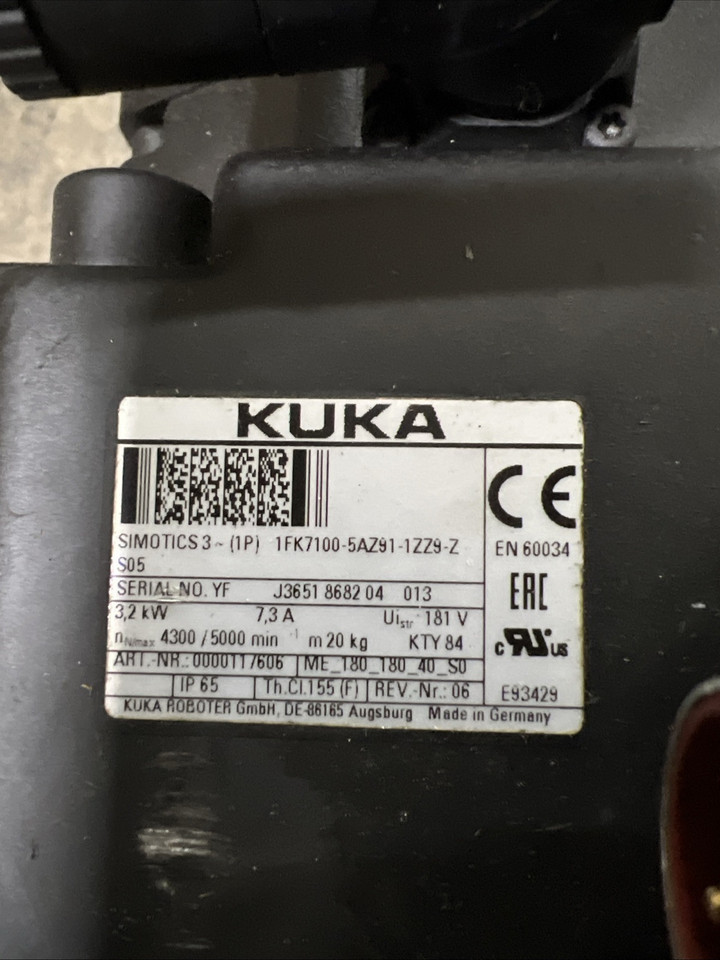 KUKA
CE
SIMOTICS 3 ~ (1P) 1FK7100-5AZ91-1ZZ9-Z
EN 60034
S05
SERIAL NO. YF J3651 8682 04 013
EAC
3,2 kW 7,3 A Uistr 181 V
nN/max 4300 / 5000 min -1 m 20 kg KTY 84
c RU us
ART.-NR.: 0000117606 ME_180_180_40_S0
IP 65 Th.Cl.155 (F) REV.-Nr.: 06 E93429
KUKA ROBOTER GmbH, DE-86165 Augsburg Made in Germany